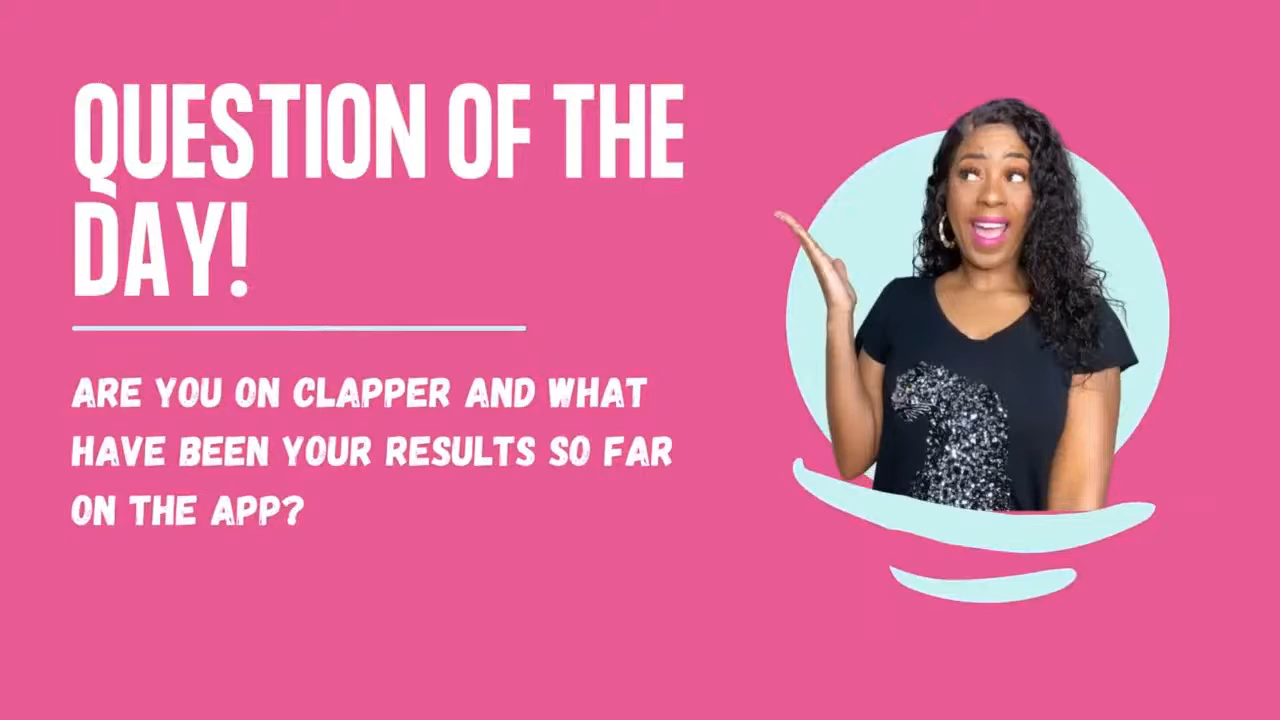 QUESTION OF THE
DAY!
ARE YOU ON CLAPPER AND WHAT
HAVE BEEN YOUR RESULTS SO FAR
ON THE APP?